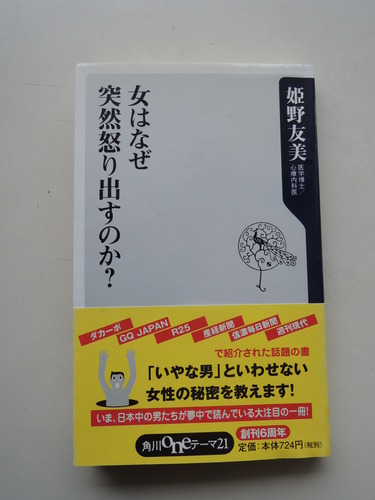 女はなぜ
突然怒り出すのか?
姫野友美
医学博士/
心療内科医
ダカーポ
GQ JAPAN
R25
産経新聞
信濃毎日新聞
週刊現代
で紹介された話題の書
「いやな男」といわせない
女性の秘密を教えます!
いま、日本中の男たちが夢中で読んでいる大注目の一冊!
角川oneテーマ21
創刊6周年
定価:本体724円(税別)